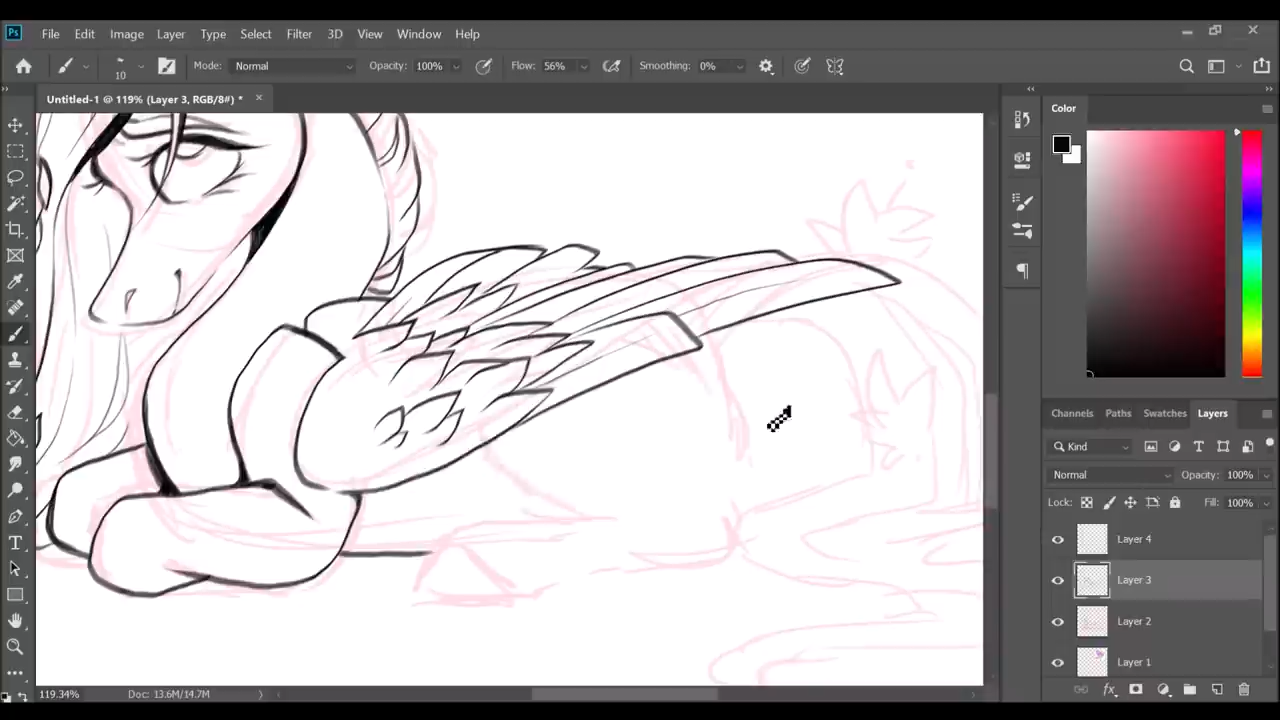 Ps File Edit Image Layer Type Select Filter 3D View Window Help
10 Mode: Normal Opacity: 100% Flow: 56% Smoothing: 0%
Untitled-1 @ 119% (Layer 3, RGB/8#) *
Color
Channels Paths Swatches Layers
Kind
Normal Opacity: 100%
Lock: Fill: 100%
Layer 4
Layer 3
Layer 2
Layer 1
119.34% Doc: 13.6M/14.7M